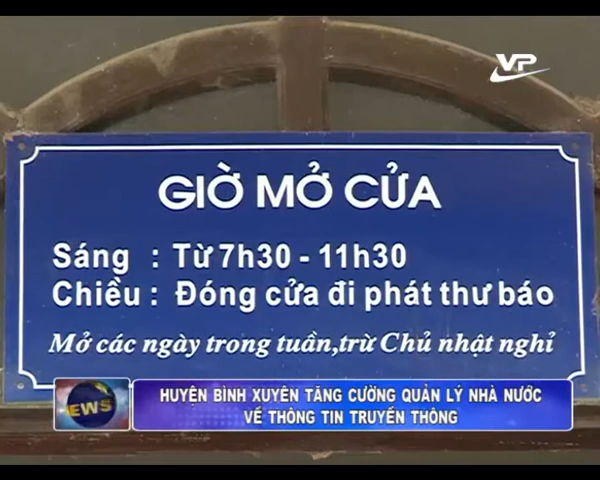 VP
GIỜ MỞ CỬA
Sáng : Từ 7h30 - 11h30
Chiều : Đóng cửa đi phát thư báo
Mở các ngày trong tuần,trừ Chủ nhật nghỉ
EWS
HUYỆN BÌNH XUYÊN TĂNG CƯỜNG QUẢN LÝ NHÀ NƯỚC
VỀ THÔNG TIN TRUYỀN THÔNG